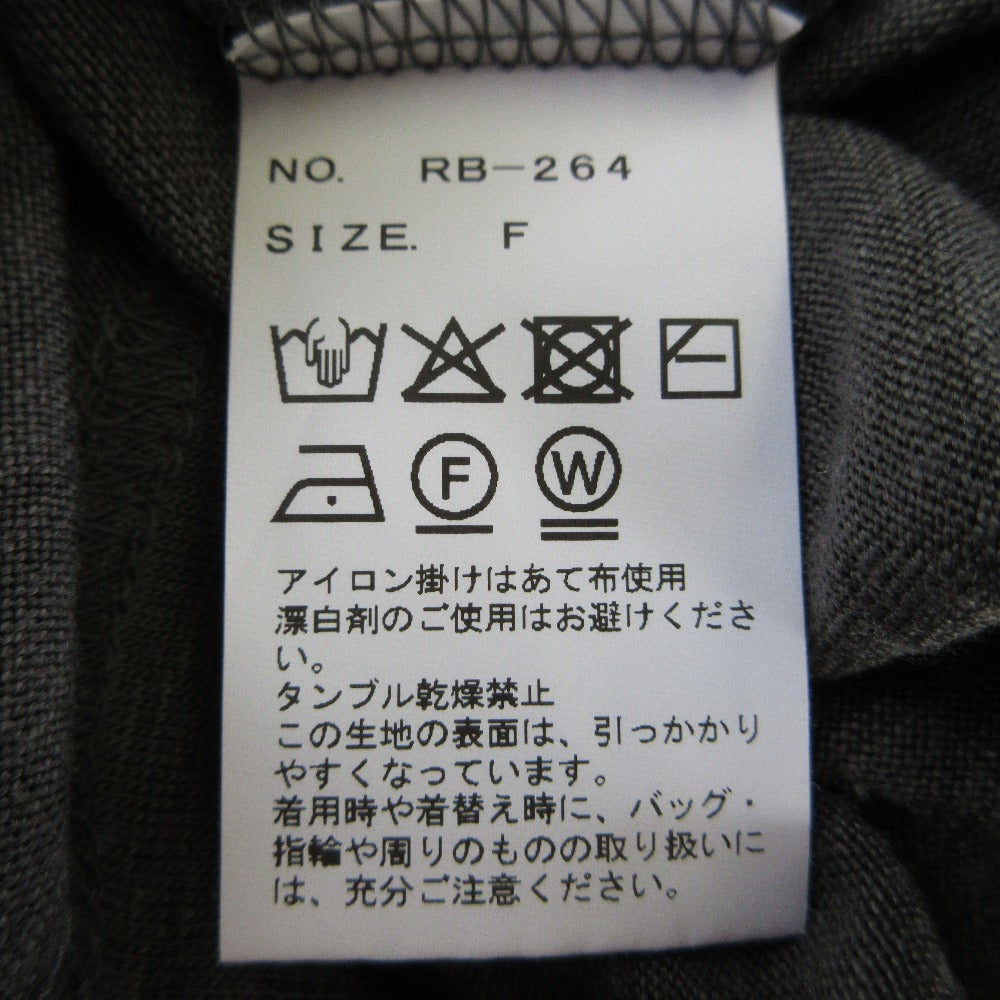 NO. RB-264
SIZE. F
F
W
アイロン掛けはあて布使用
漂白剤のご使用はお避けくださ
い。
タンブル乾燥禁止
この生地の表面は、引っかかり
やすくなっています。
着用時や着替え時に、バッグ・
指輪や周りのものの取り扱いに
は、充分ご注意ください。